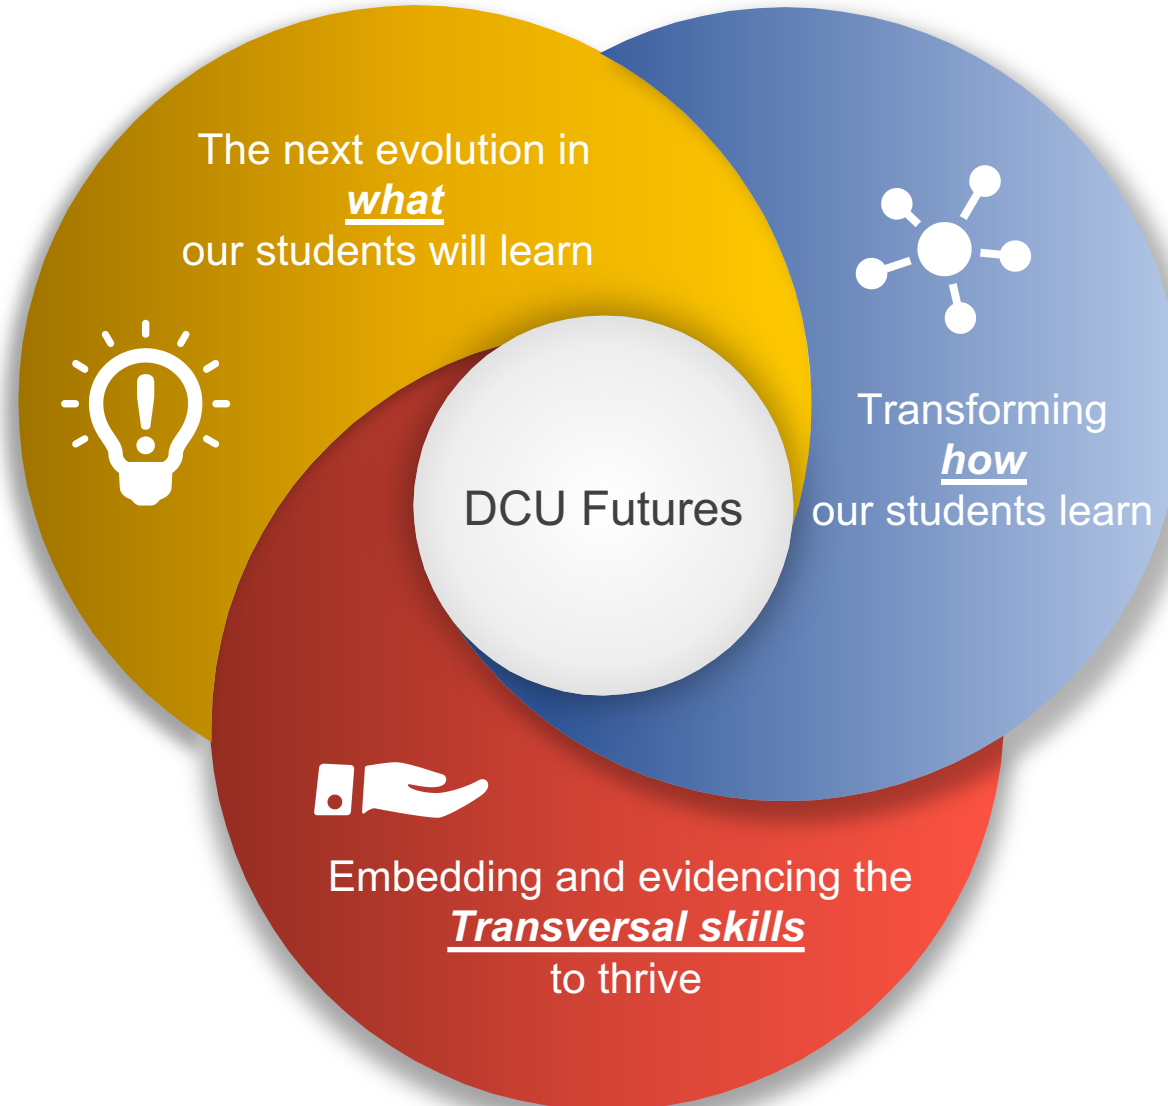 The next evolution in
what
our students will learn
Transforming
how
our students learn
DCU Futures
Embedding and evidencing the
Transversal skills
to thrive